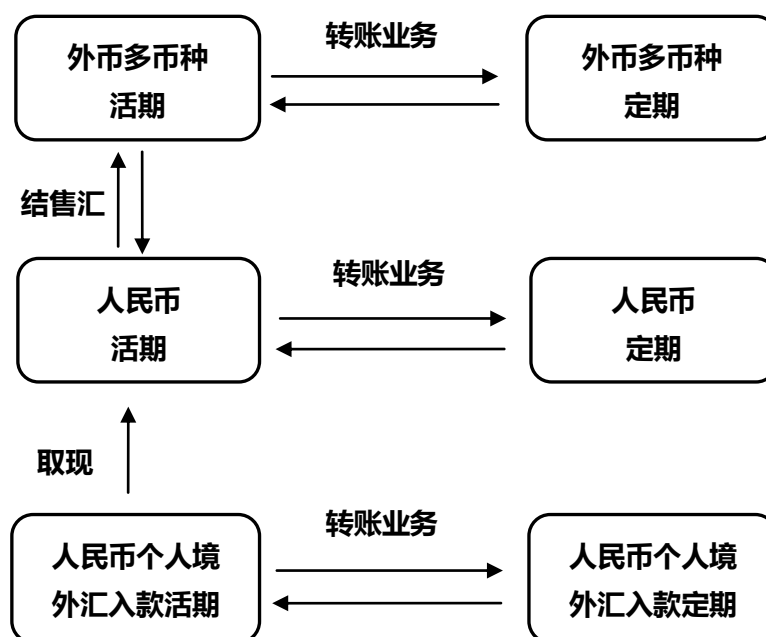 转账业务
外币多币种
活期
外币多币种
定期
结售汇
转账业务
人民币
活期
人民币
定期
取现
转账业务
人民币个人境
外汇入款活期
人民币个人境
外汇入款定期